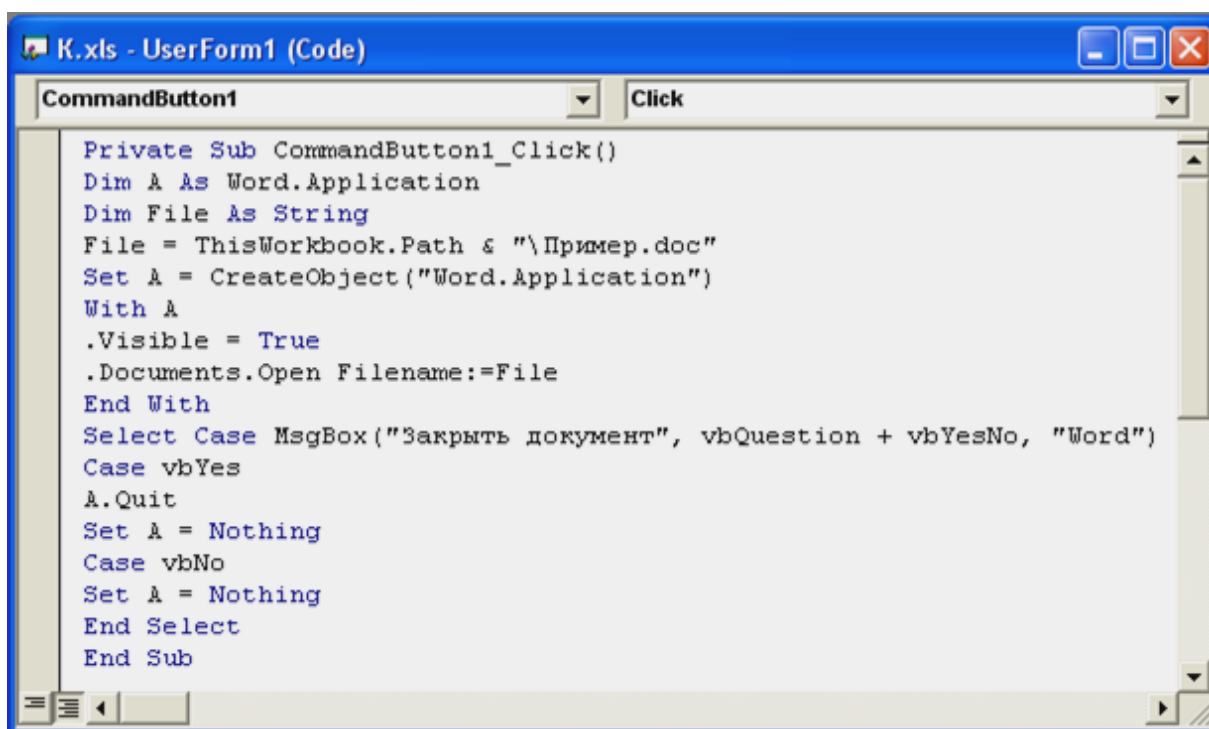 K.xls - UserForm1 (Code)
CommandButton1 Click
Private Sub CommandButton1_Click()
Dim A As Word.Application
Dim File As String
File = ThisWorkbook.Path & "\Пример.doc"
Set A = CreateObject("Word.Application")
With A
.Visible = True
.Documents.Open Filename:=File
End With
Select Case MsgBox("Закрыть документ", vbQuestion + vbYesNo, "Word")
Case vbYes
A.Quit
Set A = Nothing
Case vbNo
Set A = Nothing
End Select
End Sub